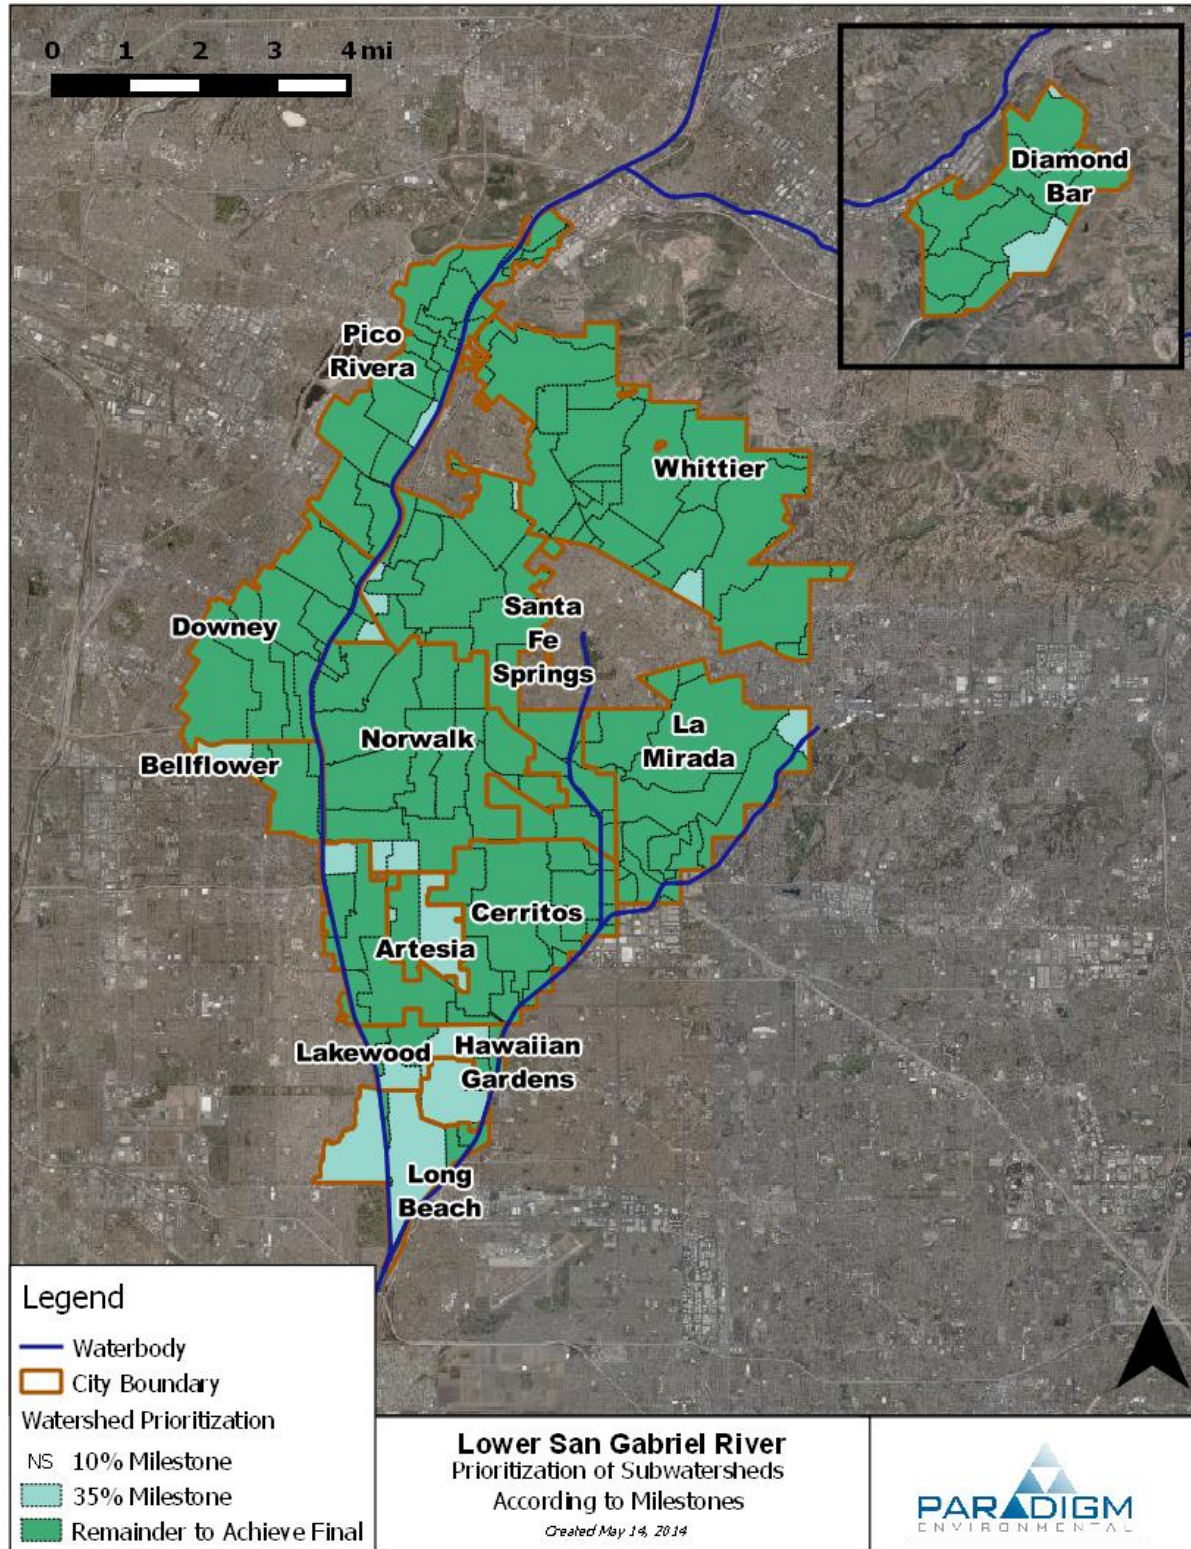 0 1 2 3 4 mi
Diamond
Bar
Pico
Rivera
Whittier
Santa
Fe
Springs
Downey
La
Mirada
Norwalk
Bellflower
Cerritos
Artesia
Lakewood
Hawaiian
Gardens
Long
Beach
Legend
Waterbody
City Boundary
Watershed Prioritization
NS 10% Milestone
35% Milestone
Remainder to Achieve Final
Lower San Gabriel River
Prioritization of Subwatersheds
According to Milestones
Created May 14, 2014
PARADIGM
ENVIRONMENTAL